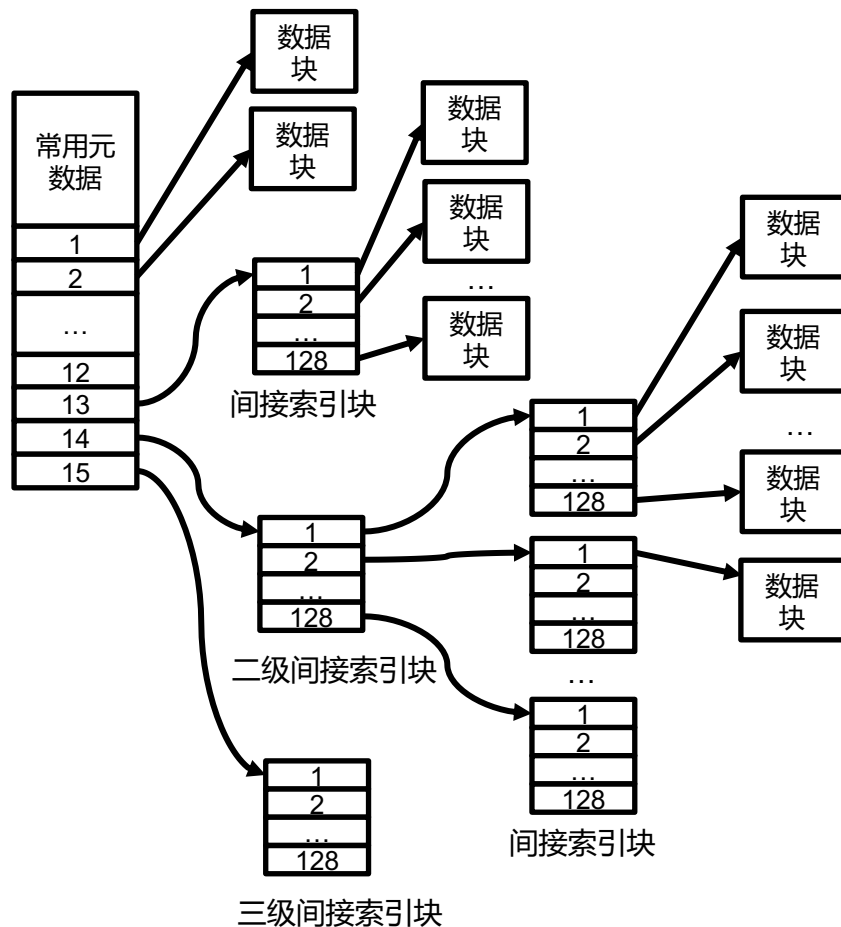 常用元
数据
1
2
…
12
13
14
15
数据
块
数据
块
1
2
…
128
间接索引块
数据
块
数据
块
…
数据
块
1
2
…
128
二级间接索引块
1
2
…
128
1
2
…
128
…
1
2
…
128
间接索引块
数据
块
数据
块
…
数据
块
数据
块
1
2
…
128
三级间接索引块